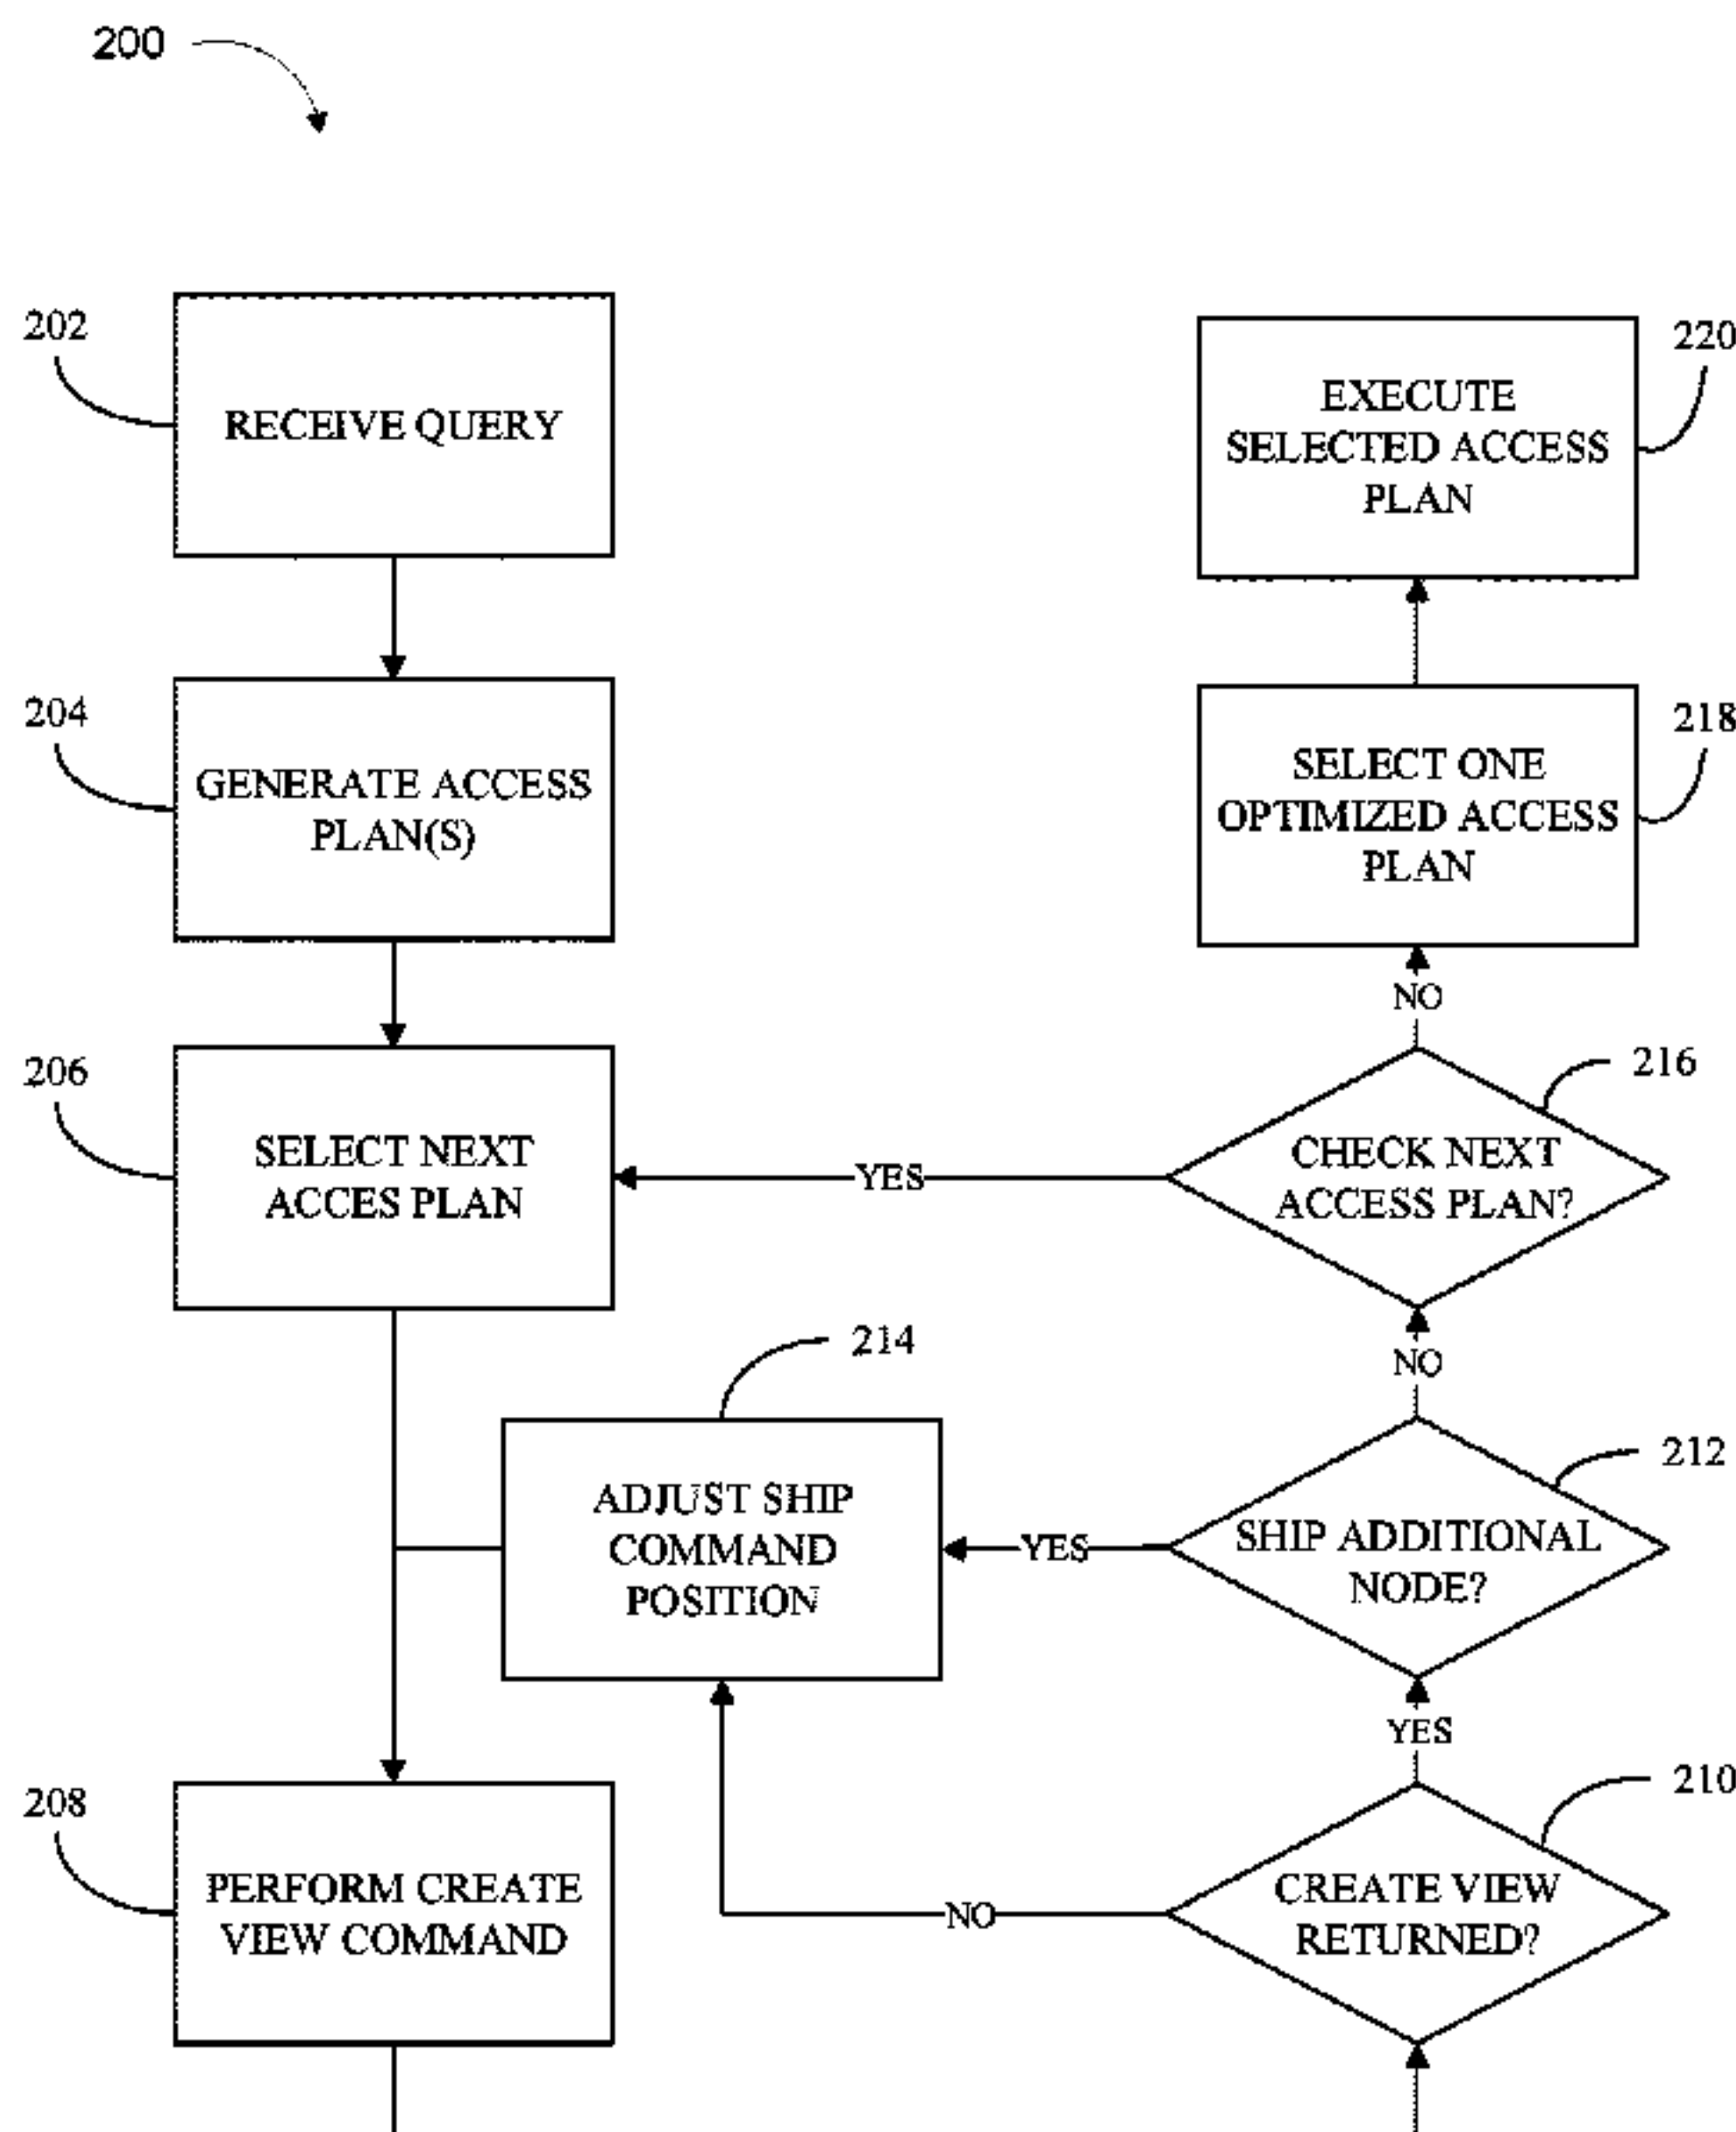 200
202
RECEIVE QUERY
204
GENERATE ACCESS
PLAN(S)
206
SELECT NEXT
ACCES PLAN
208
PERFORM CREATE
VIEW COMMAND
210
CREATE VIEW
RETURNED?
NO
YES
212
SHIP ADDITIONAL
NODE?
YES
214
ADJUST SHIP
COMMAND
POSITION
NO
216
CHECK NEXT
ACCESS PLAN?
YES
NO
218
SELECT ONE
OPTIMIZED ACCESS
PLAN
220
EXECUTE
SELECTED ACCESS
PLAN